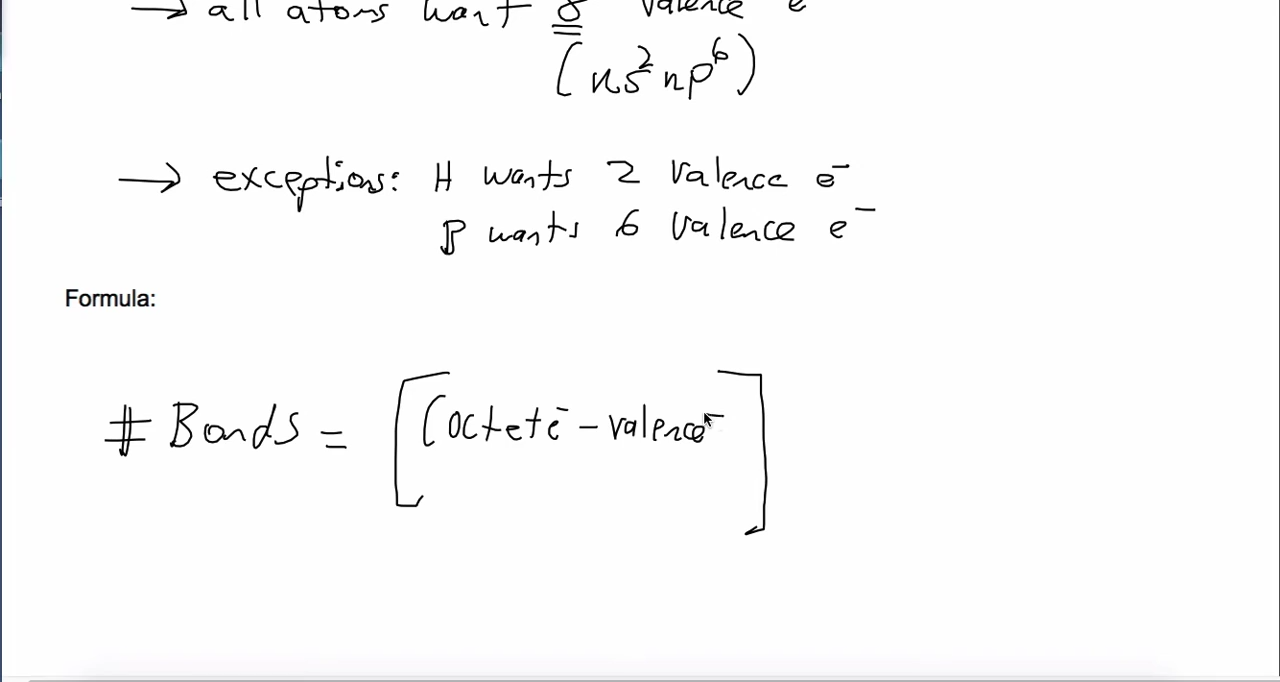 → all atoms want 8 valence e
(ns²np⁶)
→ exceptions: H wants 2 valence e⁻
B wants 6 valence e⁻
Formula:
# Bonds = [(octet e⁻ - valence⁻]